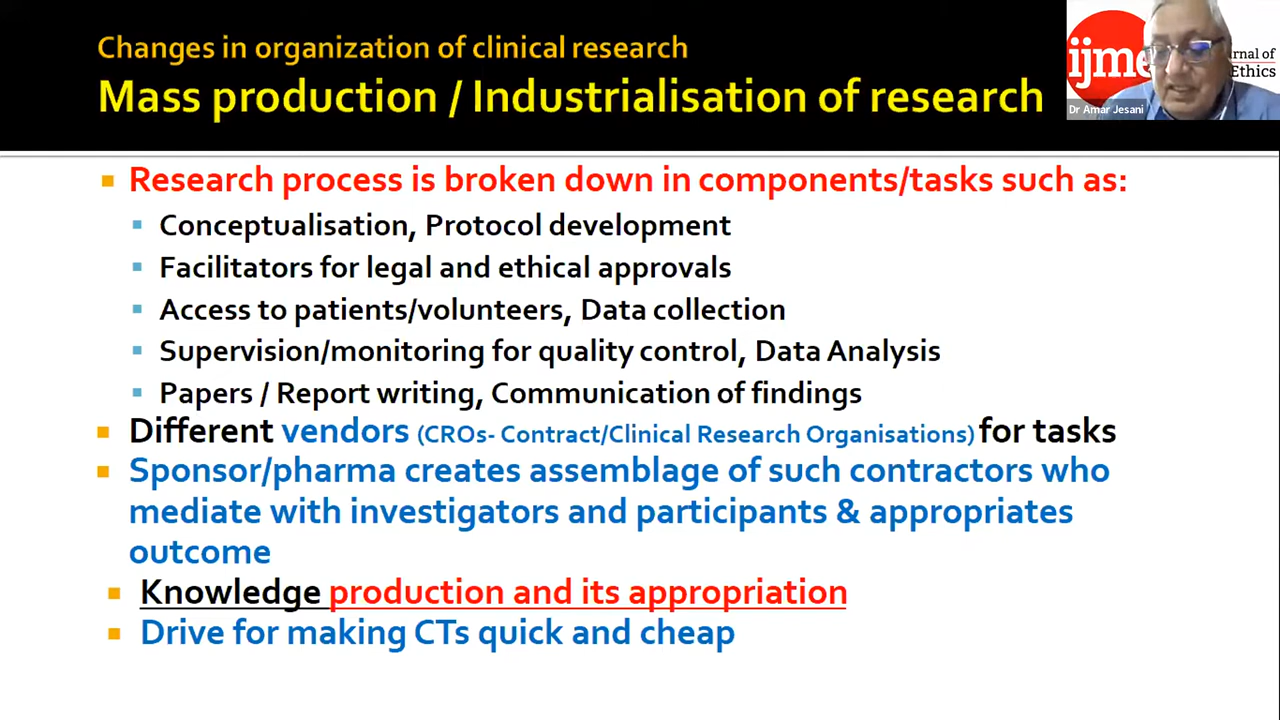 Changes in organization of clinical research
Mass production / Industrialisation of research
ijme
rnal of
Ethics
Dr Amar Jesani
Research process is broken down in components/tasks such as:
Conceptualisation, Protocol development
Facilitators for legal and ethical approvals
Access to patients/volunteers, Data collection
Supervision/monitoring for quality control, Data Analysis
Papers / Report writing, Communication of findings
Different vendors (CROs- Contract/Clinical Research Organisations) for tasks
Sponsor/pharma creates assemblage of such contractors who
mediate with investigators and participants & appropriates
outcome
Knowledge production and its appropriation
Drive for making CTs quick and cheap